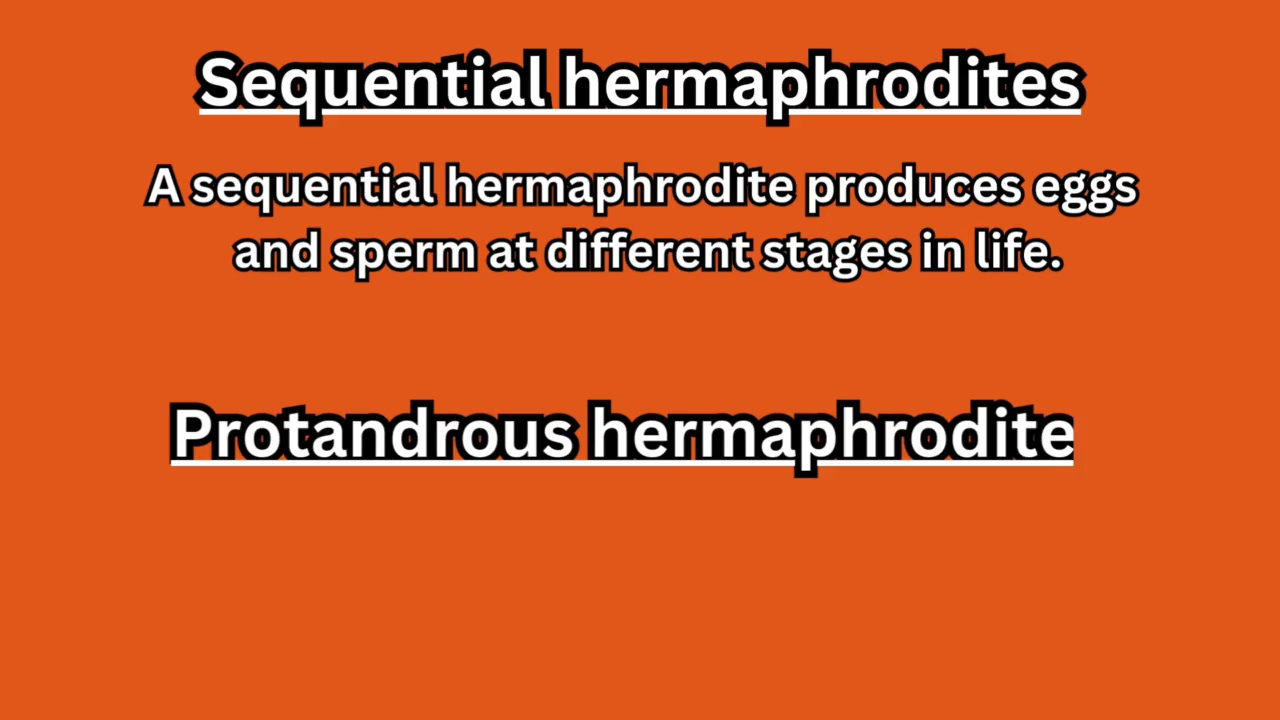 Sequential hermaphrodites
A sequential hermaphrodite produces eggs
and sperm at different stages in life.
Protandrous hermaphrodite